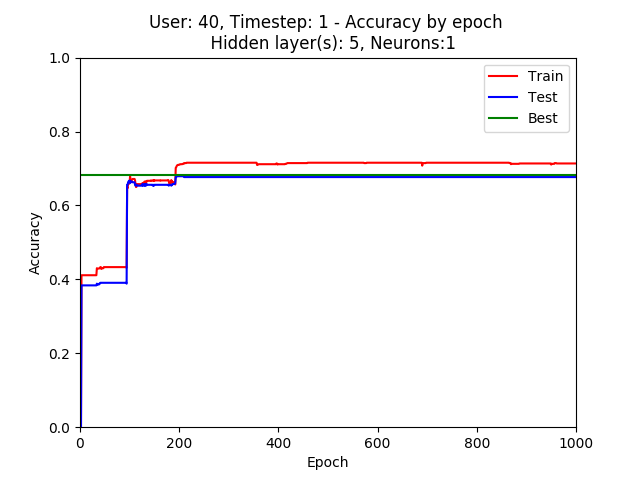 User: 40, Timestep: 1 - Accuracy by epoch
Hidden layer(s): 5, Neurons:1
1.0
0.8
0.6
0.4
0.2
0.0
Accuracy
Train
Test
Best
0 200 400 600 800 1000
Epoch